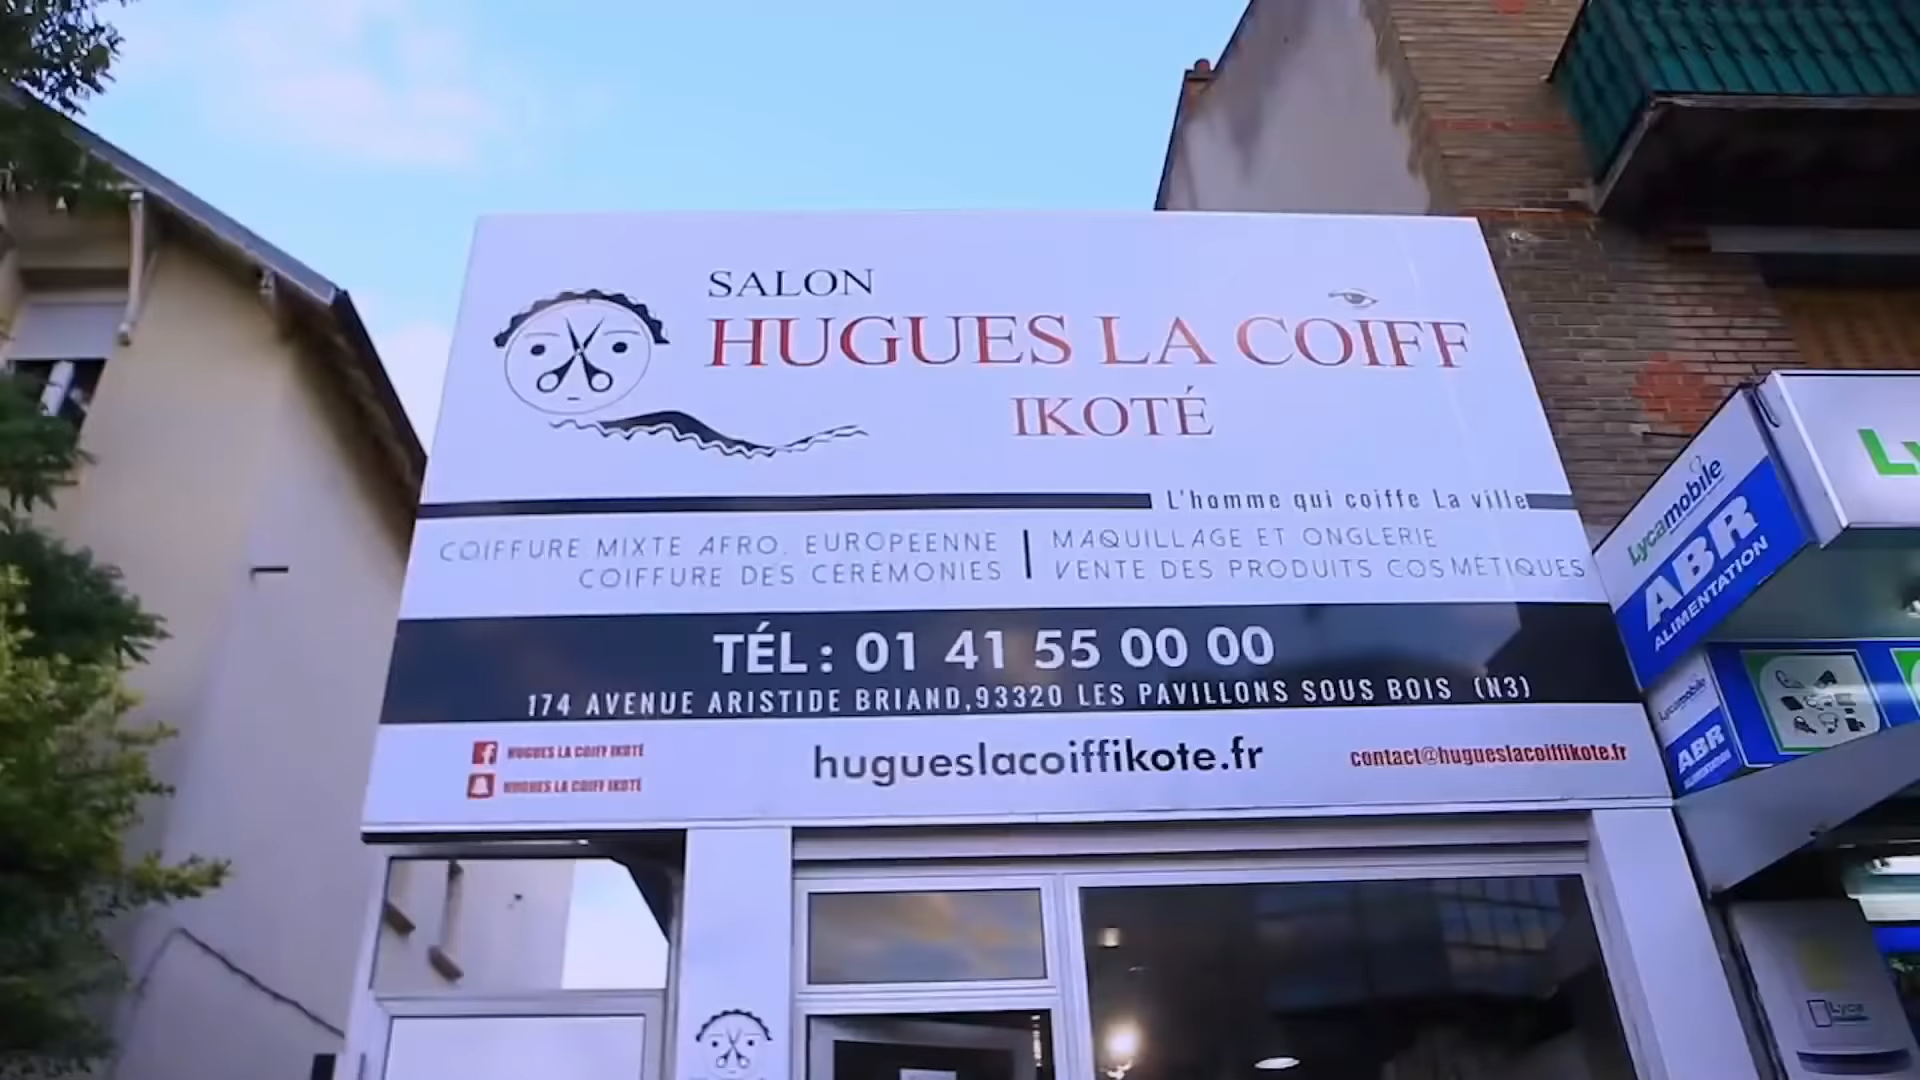 SALON
HUGUES LA COIFF
IKOTÉ
L'homme qui coiffe La ville
COIFFURE MIXTE AFRO. EUROPEENNE
COIFFURE DES CÉRÉMONIES
MAQUILLAGE ET ONGLERIE
VENTE DES PRODUITS COSMÉTIQUES
TÉL : 01 41 55 00 00
174 AVENUE ARISTIDE BRIAND,93320 LES PAVILLONS SOUS BOIS (N3)
HUGUES LA COIFF IKOTÉ
HUGUES LA COIFF IKOTÉ
hugueslacoiffikote.fr
contact@hugueslacoiffikote.fr
Lycamobile
ABR
ALIMENTATION
Ly
Lycamobile
ABR
ALIMENTATION
Lyca